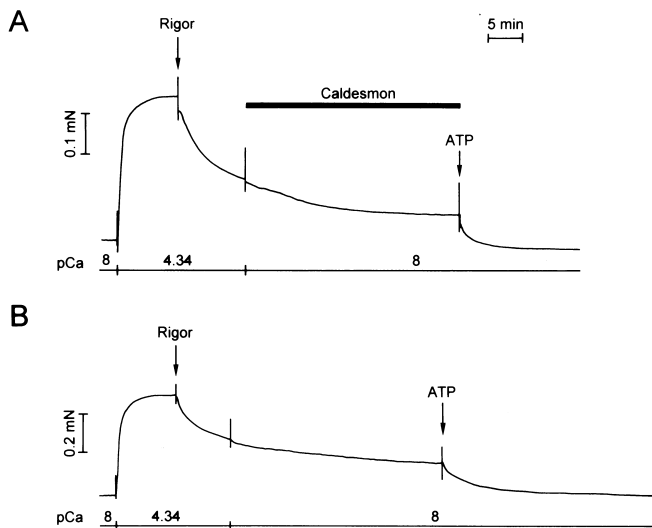 A
Rigor
5 min
Caldesmon
0.1 mN
ATP
pCa 8 4.34 8
B
Rigor
ATP
0.2 mN
pCa 8 4.34 8